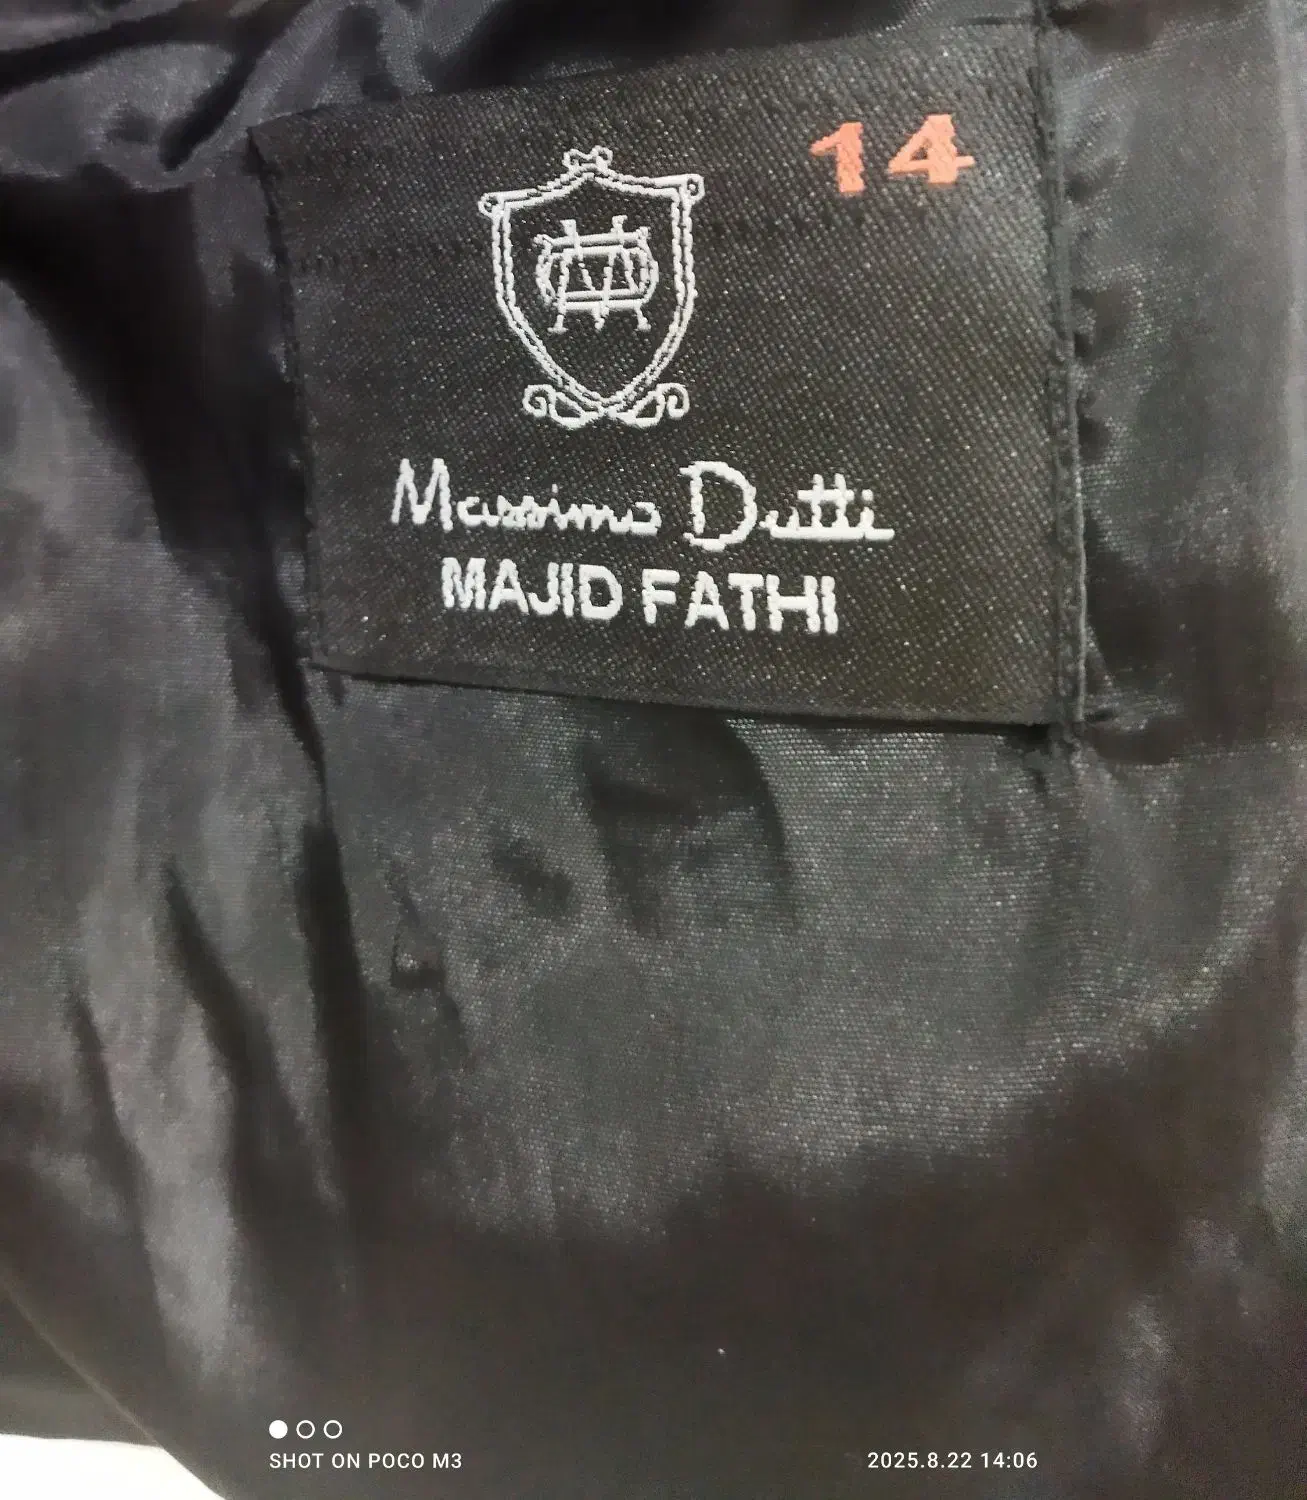 14
Massimo Dutti
MAJID FATHI
SHOT ON POCO M3
2025.8.22 14:06